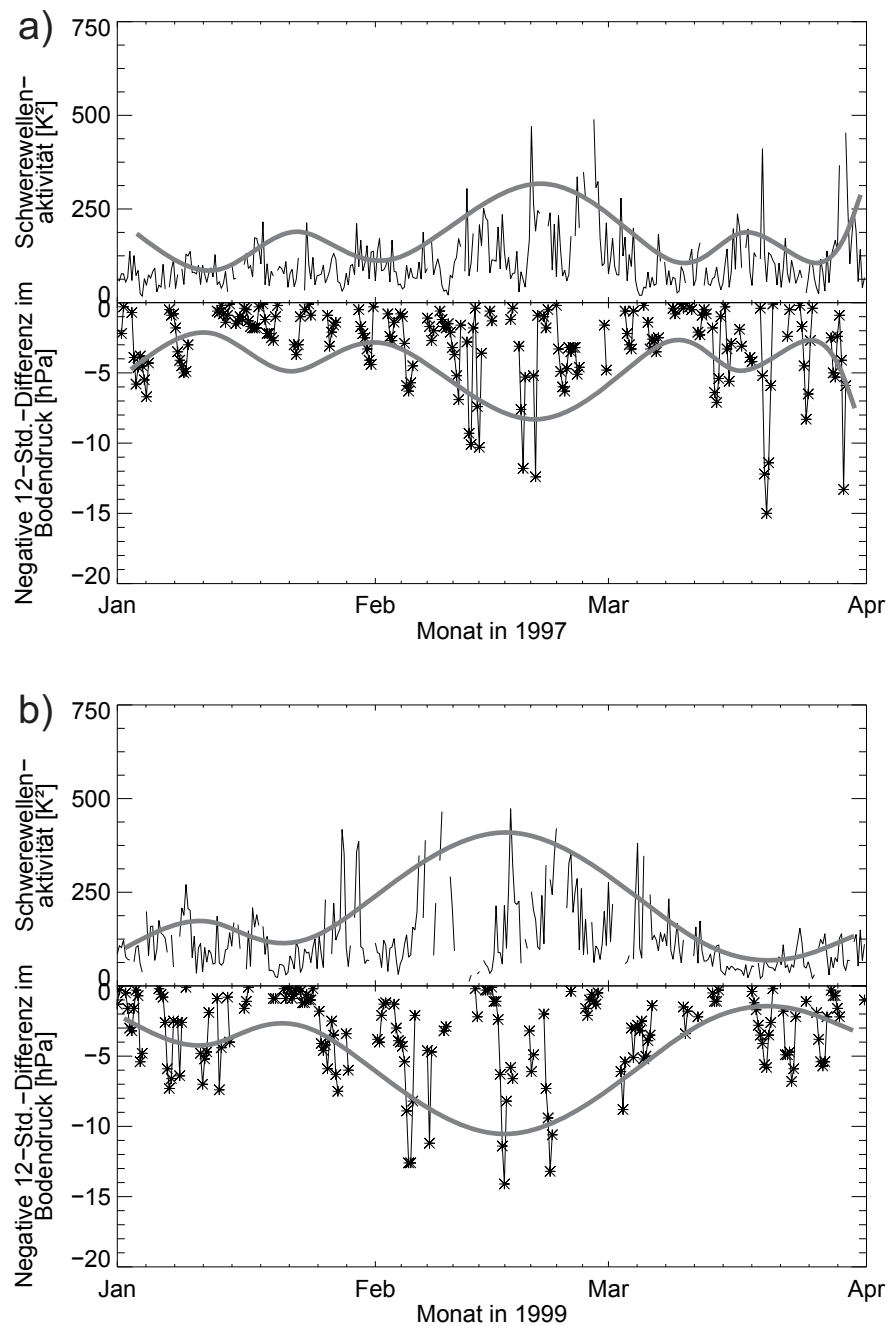 a)
750
500
250
0
Schwerewellen−
aktivität [K²]
0
−5
−10
−15
−20
Negative 12−Std.−Differenz im
Bodendruck [hPa]
Jan
Feb
Mar
Apr
Monat in 1997
b)
750
500
250
0
Schwerewellen−
aktivität [K²]
0
−5
−10
−15
−20
Negative 12−Std.−Differenz im
Bodendruck [hPa]
Jan
Feb
Mar
Apr
Monat in 1999